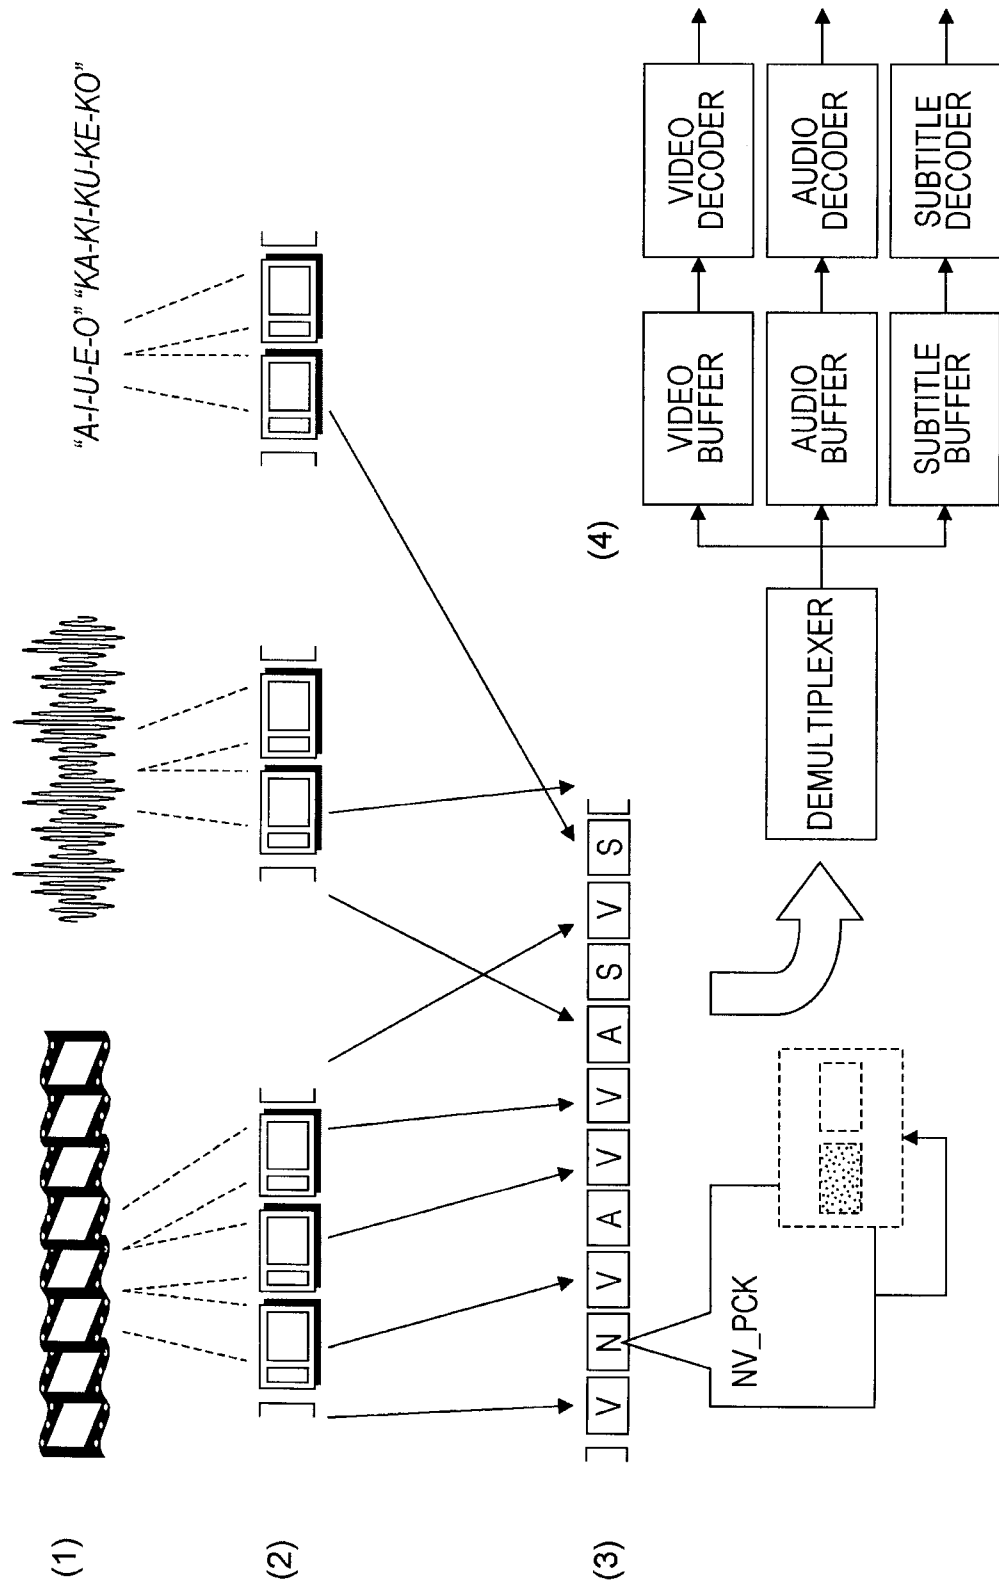 (1)
"A-I-U-E-O" "KA-KI-KU-KE-KO"
(2)
(3)
V N V A V V A S V S
NV_PCK
(4)
DEMULTIPLEXER
VIDEO
BUFFER
VIDEO
DECODER
AUDIO
BUFFER
AUDIO
DECODER
SUBTITLE
BUFFER
SUBTITLE
DECODER